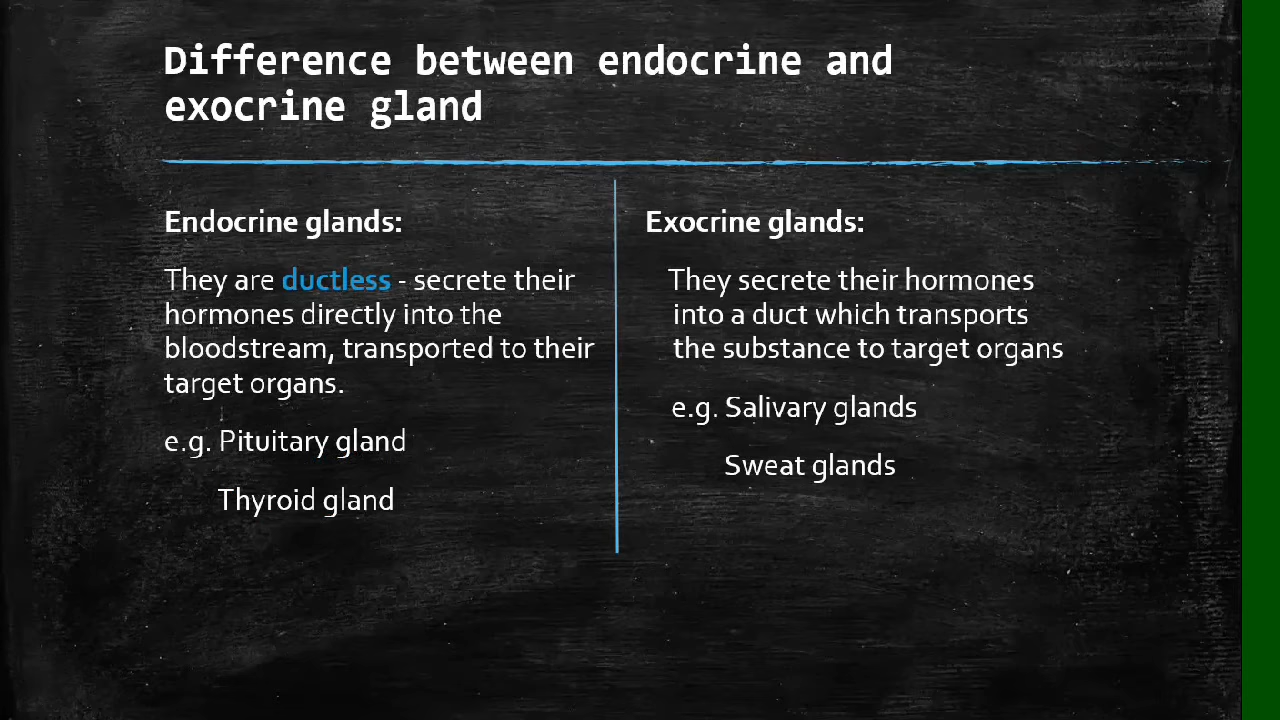 Difference between endocrine and
exocrine gland
Endocrine glands:
They are ductless - secrete their
hormones directly into the
bloodstream, transported to their
target organs.
e.g. Pituitary gland
Thyroid gland
Exocrine glands:
They secrete their hormones
into a duct which transports
the substance to target organs
e.g. Salivary glands
Sweat glands